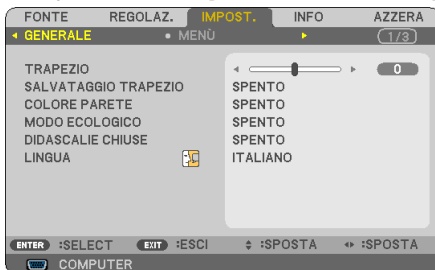 FONTE REGOLAZ. IMPOST. INFO AZZERA
GENERALE MENÙ (1/3)
TRAPEZIO 0
SALVATAGGIO TRAPEZIO SPENTO
COLORE PARETE SPENTO
MODO ECOLOGICO SPENTO
DIDASCALIE CHIUSE SPENTO
LINGUA ITALIANO
ENTER :SELECT EXIT :ESCI :SPOSTA :SPOSTA
COMPUTER